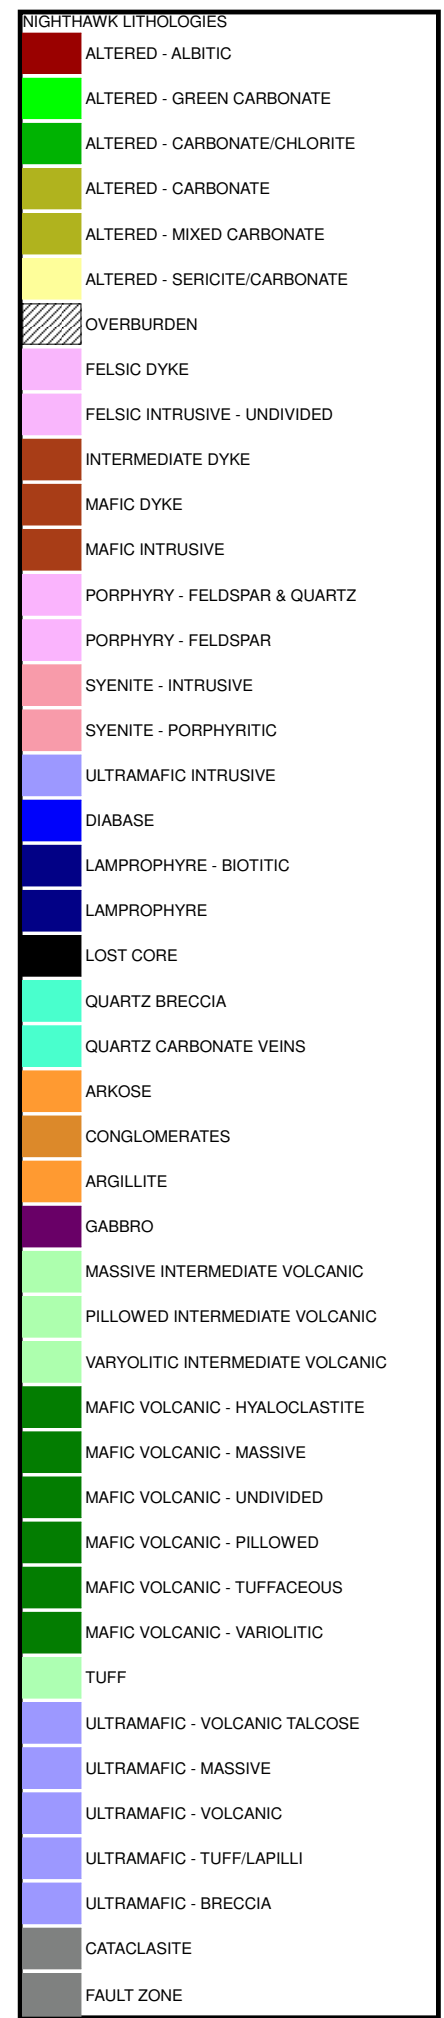 NIGHTHAWK LITHOLOGIES
ALTERED - ALBITIC
ALTERED - GREEN CARBONATE
ALTERED - CARBONATE/CHLORITE
ALTERED - CARBONATE
ALTERED - MIXED CARBONATE
ALTERED - SERICITE/CARBONATE
OVERBURDEN
FELSIC DYKE
FELSIC INTRUSIVE - UNDIVIDED
INTERMEDIATE DYKE
MAFIC DYKE
MAFIC INTRUSIVE
PORPHYRY - FELDSPAR & QUARTZ
PORPHYRY - FELDSPAR
SYENITE - INTRUSIVE
SYENITE - PORPHYRITIC
ULTRAMAFIC INTRUSIVE
DIABASE
LAMPROPHYRE - BIOTITIC
LAMPROPHYRE
LOST CORE
QUARTZ BRECCIA
QUARTZ CARBONATE VEINS
ARKOSE
CONGLOMERATES
ARGILLITE
GABBRO
MASSIVE INTERMEDIATE VOLCANIC
PILLOWED INTERMEDIATE VOLCANIC
VARYOLITIC INTERMEDIATE VOLCANIC
MAFIC VOLCANIC - HYALOCLASTITE
MAFIC VOLCANIC - MASSIVE
MAFIC VOLCANIC - UNDIVIDED
MAFIC VOLCANIC - PILLOWED
MAFIC VOLCANIC - TUFFACEOUS
MAFIC VOLCANIC - VARIOLITIC
TUFF
ULTRAMAFIC - VOLCANIC TALCOSE
ULTRAMAFIC - MASSIVE
ULTRAMAFIC - VOLCANIC
ULTRAMAFIC - TUFF/LAPILLI
ULTRAMAFIC - BRECCIA
CATACLASITE
FAULT ZONE